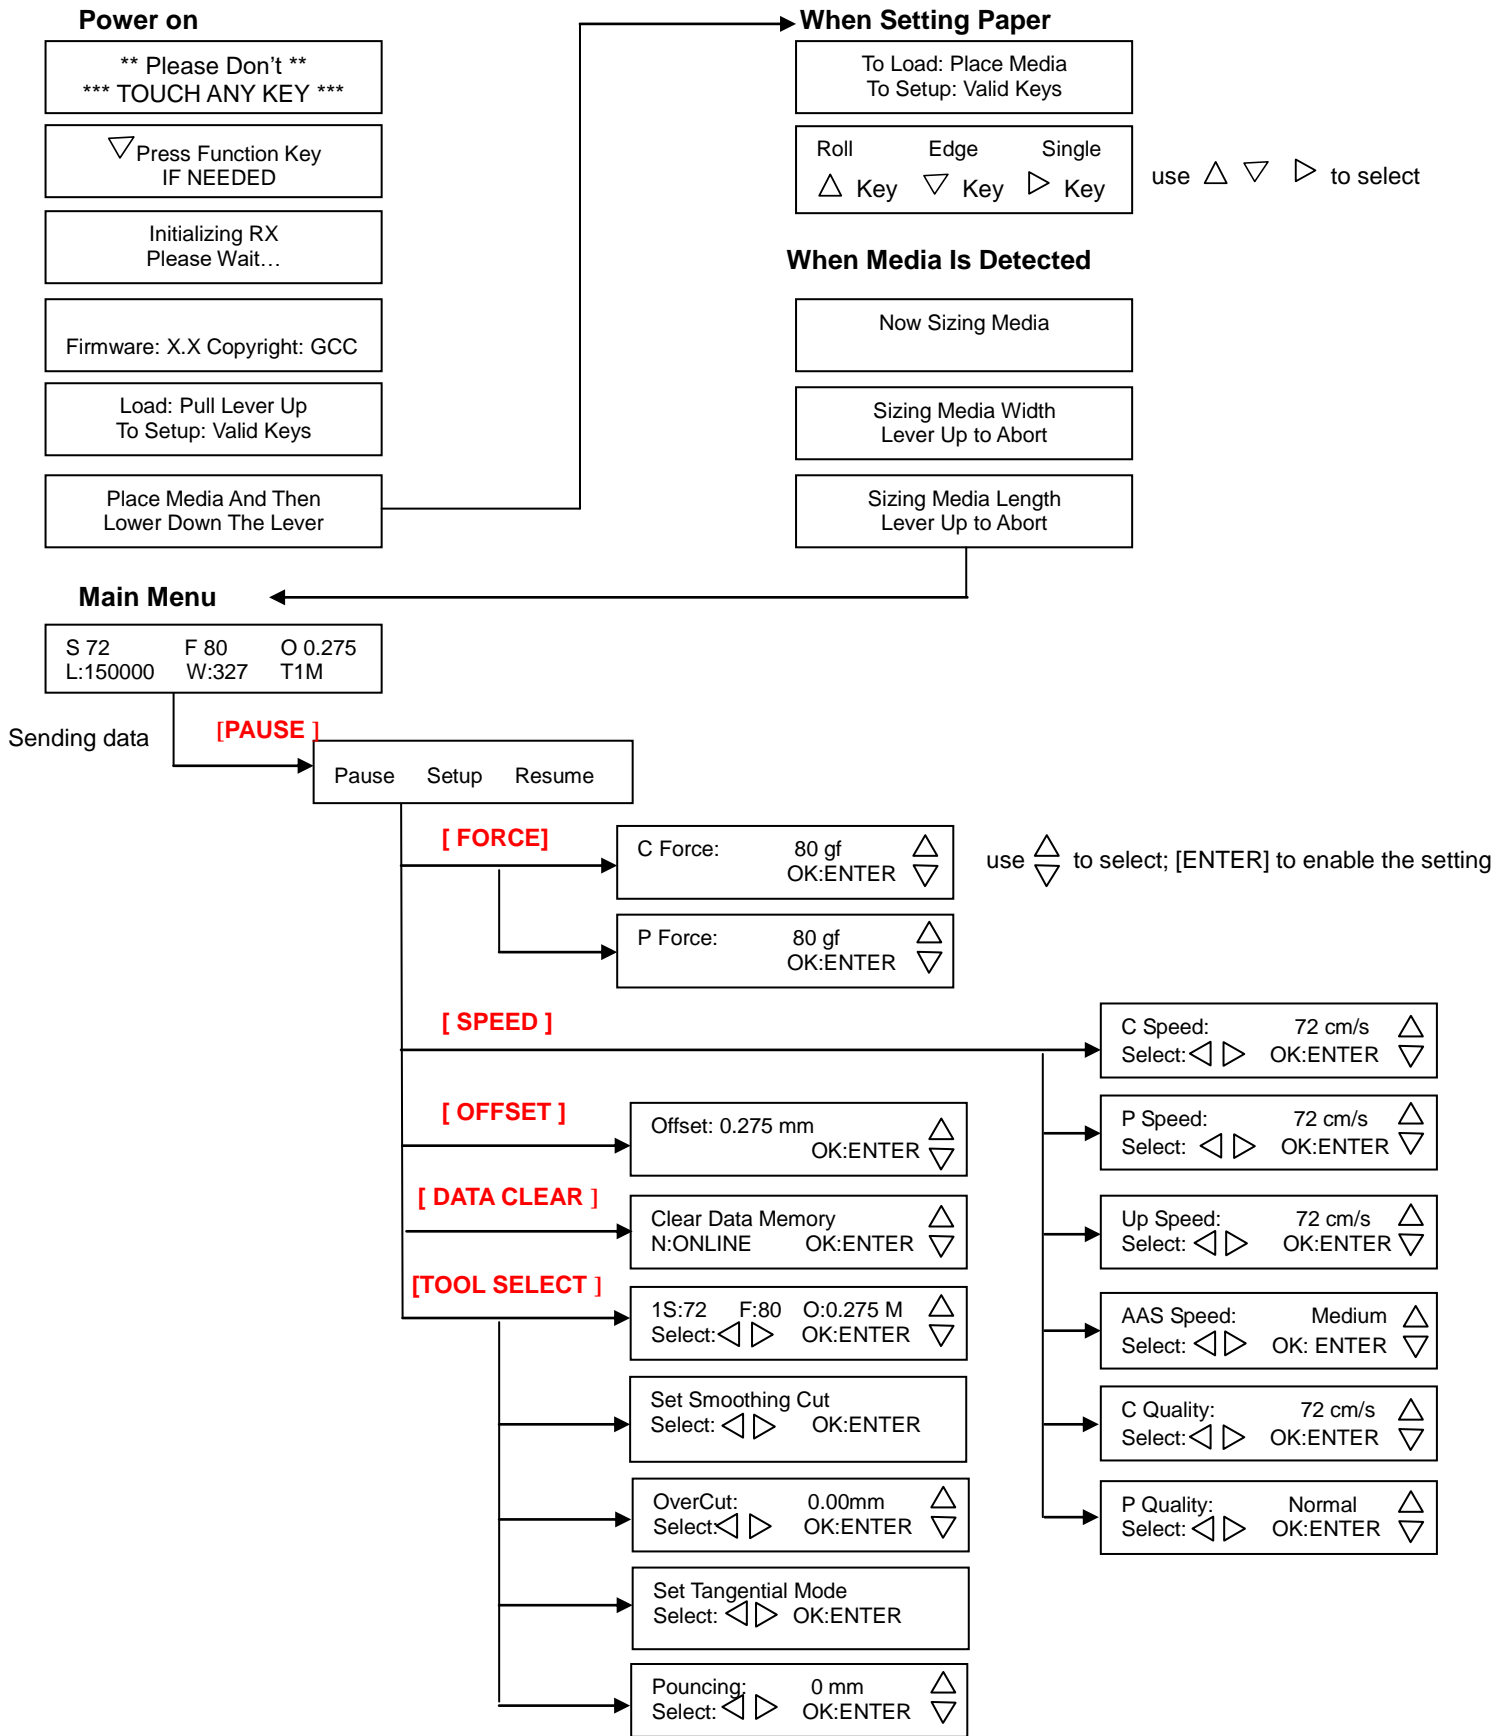 Power on
** Please Don't **
*** TOUCH ANY KEY ***
Press Function Key
IF NEEDED
Initializing RX
Please Wait…
Firmware: X.X Copyright: GCC
Load: Pull Lever Up
To Setup: Valid Keys
Place Media And Then
Lower Down The Lever
When Setting Paper
To Load: Place Media
To Setup: Valid Keys
Roll Edge Single
△ Key ▽ Key ▷ Key
use △ ▽ ▷ to select
When Media Is Detected
Now Sizing Media
Sizing Media Width
Lever Up to Abort
Sizing Media Length
Lever Up to Abort
Main Menu
S 72 F 80 O 0.275
L:150000 W:327 T1M
Sending data
[PAUSE ]
Pause Setup Resume
[ FORCE]
C Force: 80 gf △
OK:ENTER ▽
use △ ▽ to select; [ENTER] to enable the setting
P Force: 80 gf △
OK:ENTER ▽
[ SPEED ]
C Speed: 72 cm/s △
Select: ◁ ▷ OK:ENTER ▽
P Speed: 72 cm/s △
Select: ◁ ▷ OK:ENTER ▽
Up Speed: 72 cm/s △
Select: ◁ ▷ OK:ENTER ▽
AAS Speed: Medium △
Select: ◁ ▷ OK: ENTER ▽
C Quality: 72 cm/s △
Select: ◁ ▷ OK:ENTER ▽
P Quality: Normal △
Select: ◁ ▷ OK:ENTER ▽
[ OFFSET ]
Offset: 0.275 mm △
OK:ENTER ▽
[ DATA CLEAR ]
Clear Data Memory △
N:ONLINE OK:ENTER ▽
[TOOL SELECT ]
1S:72 F:80 O:0.275 M △
Select: ◁ ▷ OK:ENTER ▽
Set Smoothing Cut
Select: ◁ ▷ OK:ENTER
OverCut: 0.00mm △
Select: ◁ ▷ OK:ENTER ▽
Set Tangential Mode
Select: ◁ ▷ OK:ENTER
Pouncing: 0 mm △
Select: ◁ ▷ OK:ENTER ▽